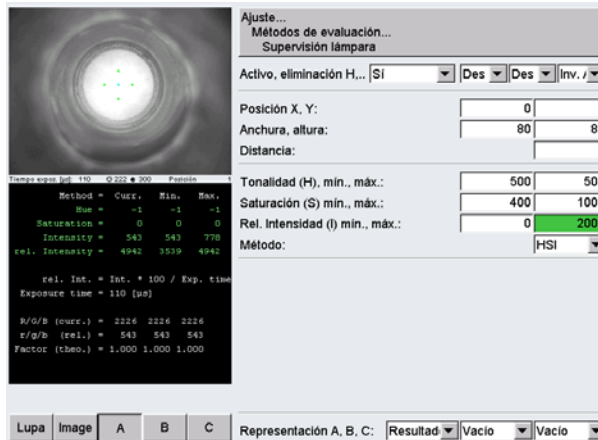 Ajuste...
Métodos de evaluación...
Supervisión lámpara
Activo, eliminación H,.. Sí Des Des Inv. /
Posición X, Y: 0
Anchura, altura: 80 8
Distancia:
Tiempo expos. [µs]: 110 222 300 Posición 1
Tonalidad (H), mín., máx.: 500 50
Saturación (S) mín., máx.: 400 100
Rel. Intensidad (I) mín., máx.: 0 200
Método: HSI
Method = Curr. Min. Max.
Hue = -1 -1 -1
Saturation = 0 0 0
Intensity = 543 543 778
rel. Intensity = 4942 3539 4942
rel. Int. = Int. * 100 / Exp. time
Exposure time = 110 [µs]
R/G/B (curr.) = 2226 2226 2226
r/g/b (rel.) = 543 543 543
Factor (theo.) = 1.000 1.000 1.000
Lupa Image A B C
Representación A, B, C: Resultad Vacío Vacío